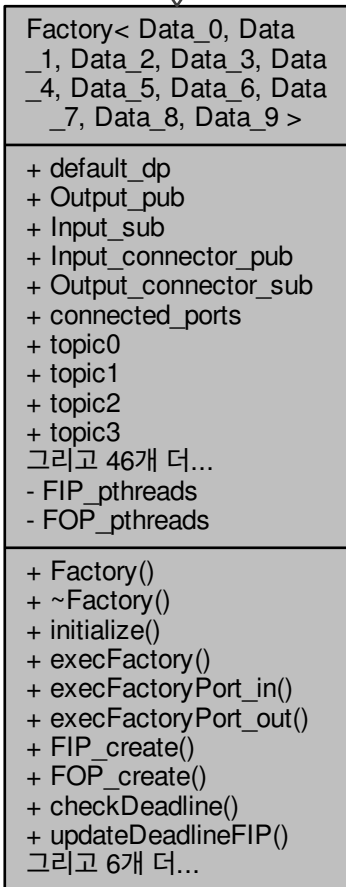 Factory< Data_0, Data
_1, Data_2, Data_3, Data
_4, Data_5, Data_6, Data
_7, Data_8, Data_9 >
+ default_dp
+ Output_pub
+ Input_sub
+ Input_connector_pub
+ Output_connector_sub
+ connected_ports
+ topic0
+ topic1
+ topic2
+ topic3
그리고 46개 더...
- FIP_pthreads
- FOP_pthreads
+ Factory()
+ ~Factory()
+ initialize()
+ execFactory()
+ execFactoryPort_in()
+ execFactoryPort_out()
+ FIP_create()
+ FOP_create()
+ checkDeadline()
+ updateDeadlineFIP()
그리고 6개 더...